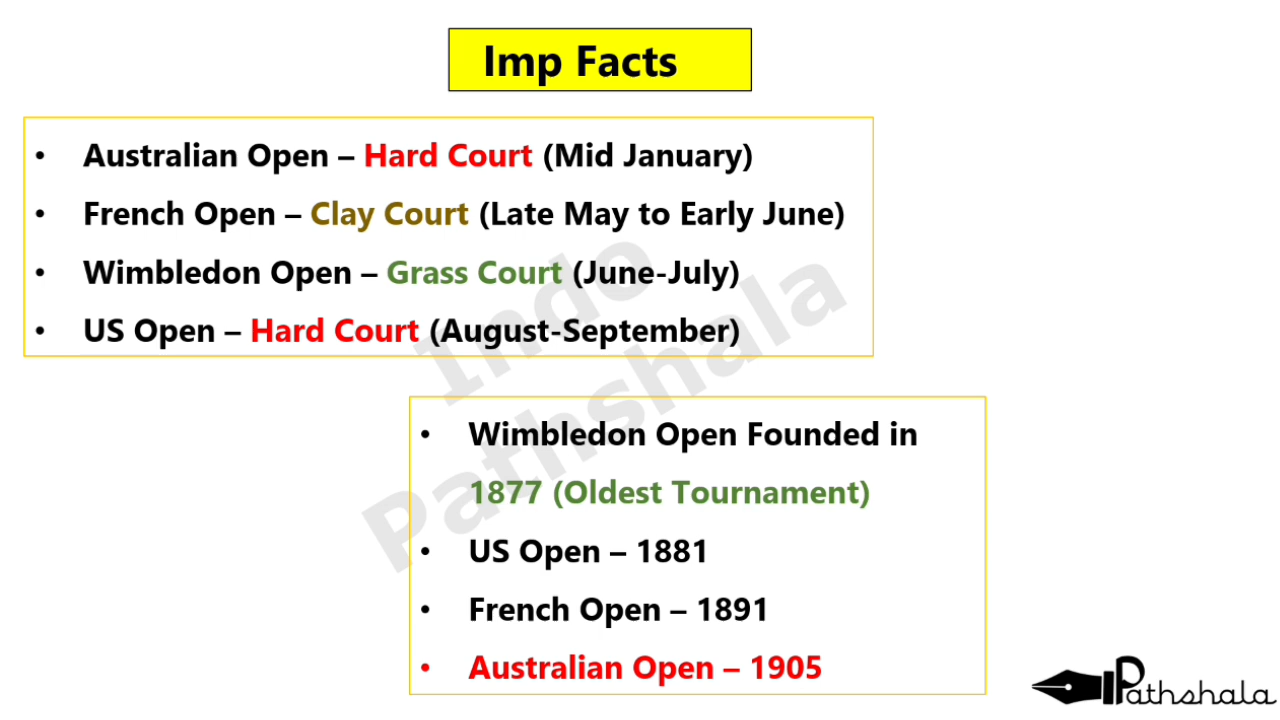 Imp Facts
• Australian Open – Hard Court (Mid January)
• French Open – Clay Court (Late May to Early June)
• Wimbledon Open – Grass Court (June-July)
• US Open – Hard Court (August-September)
Indo
Pathshala
• Wimbledon Open Founded in
1877 (Oldest Tournament)
• US Open – 1881
• French Open – 1891
• Australian Open – 1905
Pathshala